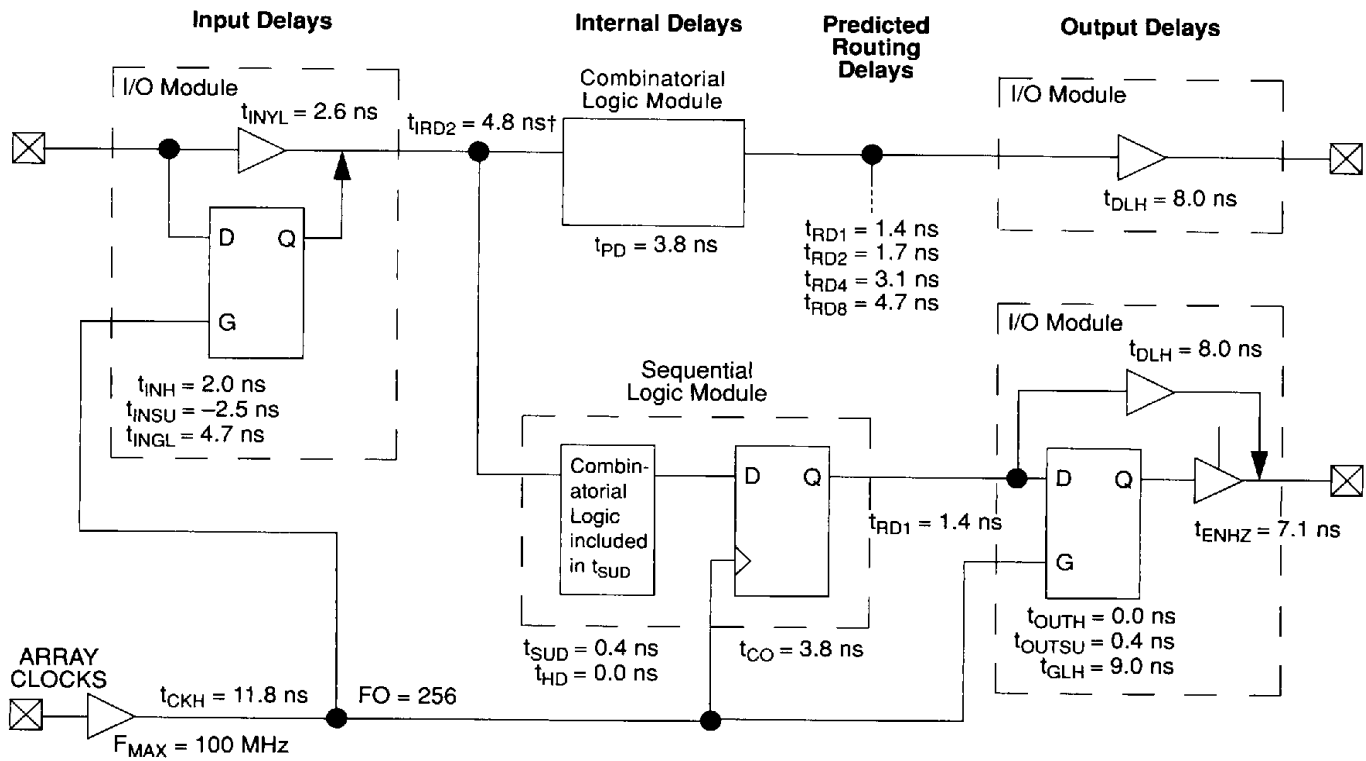 Input Delays
Internal Delays
Predicted
Routing
Delays
Output Delays
I/O Module
tINYL = 2.6 ns
tIRD2 = 4.8 ns†
Combinatorial
Logic Module
I/O Module
tDLH = 8.0 ns
D Q
G
tPD = 3.8 ns
tRD1 = 1.4 ns
tRD2 = 1.7 ns
tRD4 = 3.1 ns
tRD8 = 4.7 ns
tINH = 2.0 ns
tINSU = –2.5 ns
tINGL = 4.7 ns
Sequential
Logic Module
I/O Module
tDLH = 8.0 ns
Combin-
atorial
Logic
included
in tSUD
D Q
tRD1 = 1.4 ns
D Q
G
tENHZ = 7.1 ns
tSUD = 0.4 ns
tHD = 0.0 ns
tCO = 3.8 ns
tOUTH = 0.0 ns
tOUTSU = 0.4 ns
tGLH = 9.0 ns
ARRAY
CLOCKS
tCKH = 11.8 ns
FO = 256
FMAX = 100 MHz